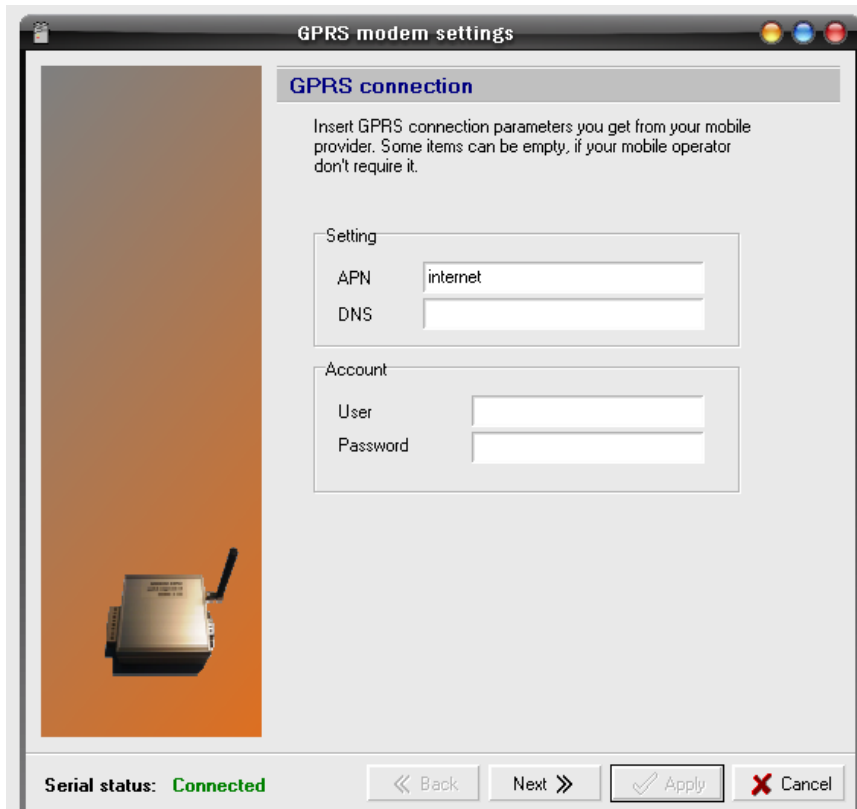 GPRS modem settings
GPRS connection
Insert GPRS connection parameters you get from your mobile
provider. Some items can be empty, if your mobile operator
don't require it.
Setting
APN internet
DNS
Account
User
Password
Serial status: Connected
Back Next Apply Cancel